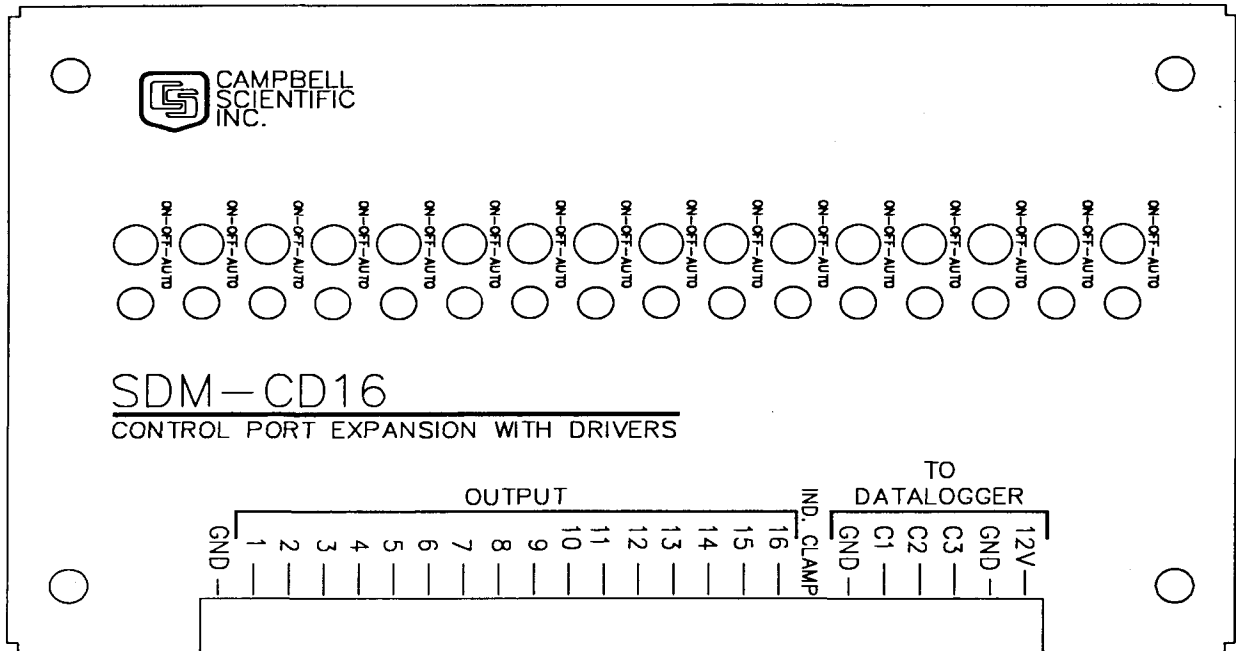 CAMPBELL
SCIENTIFIC
INC.
ON-OFF-AUTO ON-OFF-AUTO ON-OFF-AUTO ON-OFF-AUTO ON-OFF-AUTO ON-OFF-AUTO ON-OFF-AUTO ON-OFF-AUTO ON-OFF-AUTO ON-OFF-AUTO ON-OFF-AUTO ON-OFF-AUTO ON-OFF-AUTO ON-OFF-AUTO ON-OFF-AUTO ON-OFF-AUTO
SDM-CD16
CONTROL PORT EXPANSION WITH DRIVERS
OUTPUT
TO
DATALOGGER
GND 1 2 3 4 5 6 7 8 9 10 11 12 13 14 15 16 IND. CLAMP GND C1 C2 C3 GND 12V